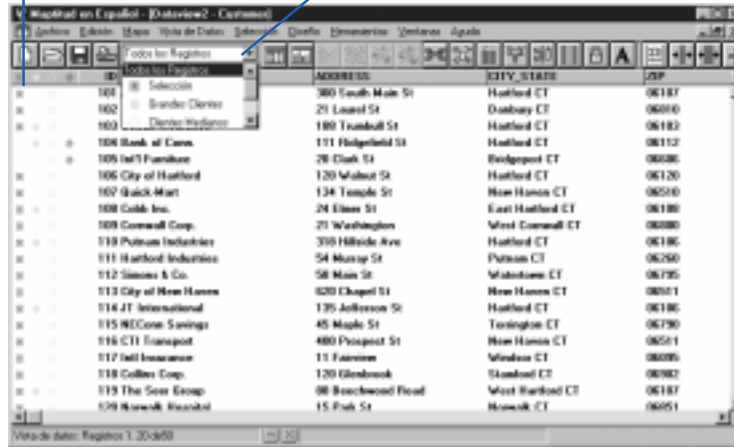 Maptitud en Español - [Dataview2 - Customer]
Archivo Edición Mapa Vista de Datos Selección Diseño Herramientas Ventanas Ayuda
Todos los Registros
Todos los Registros
Selección
Grandes Clientes
Clientes Medianos
ID ADDRESS CITY_STATE ZIP
101 300 South Main St Hartford CT 06107
102 21 Laurel St Danbury CT 06810
103 100 Trumbull St Hartford CT 06103
104 Bank of Conn. 111 Ridgefield St Hartford CT 06112
105 Int'l Furniture 20 Clark St Bridgeport CT 06606
106 City of Hartford 120 Walnut St Hartford CT 06120
107 Quick-Mart 134 Temple St New Haven CT 06510
108 Cobb Inc. 24 Elmer St East Hartford CT 06108
109 Cornwall Corp. 21 Washington West Cornwall CT
110 Putnam Industries 310 Hillside Ave Hartford CT 06106
111 Hartford Industries 54 Murray St Putnam CT 06260
112 Simons & Co. 50 Main St Watertown CT 06795
113 City of New Haven 620 Chapel St New Haven CT 06511
114 JT International 135 Jefferson St Hartford CT 06106
115 NEConn Savings 45 Maple St Torrington CT 06790
116 CTI Transport 400 Prospect St New Haven CT 06511
117 Intl Insurance 11 Fairview Windsor CT 06095
118 Collins Corp. 120 Glenbrook Stamford CT 06902
119 The Seer Group 80 Beechwood Road West Hartford CT 06107
120 Norwalk Hospital 15 Park St Norwalk CT 06851
Vista de datos: Registros 1..20 de50